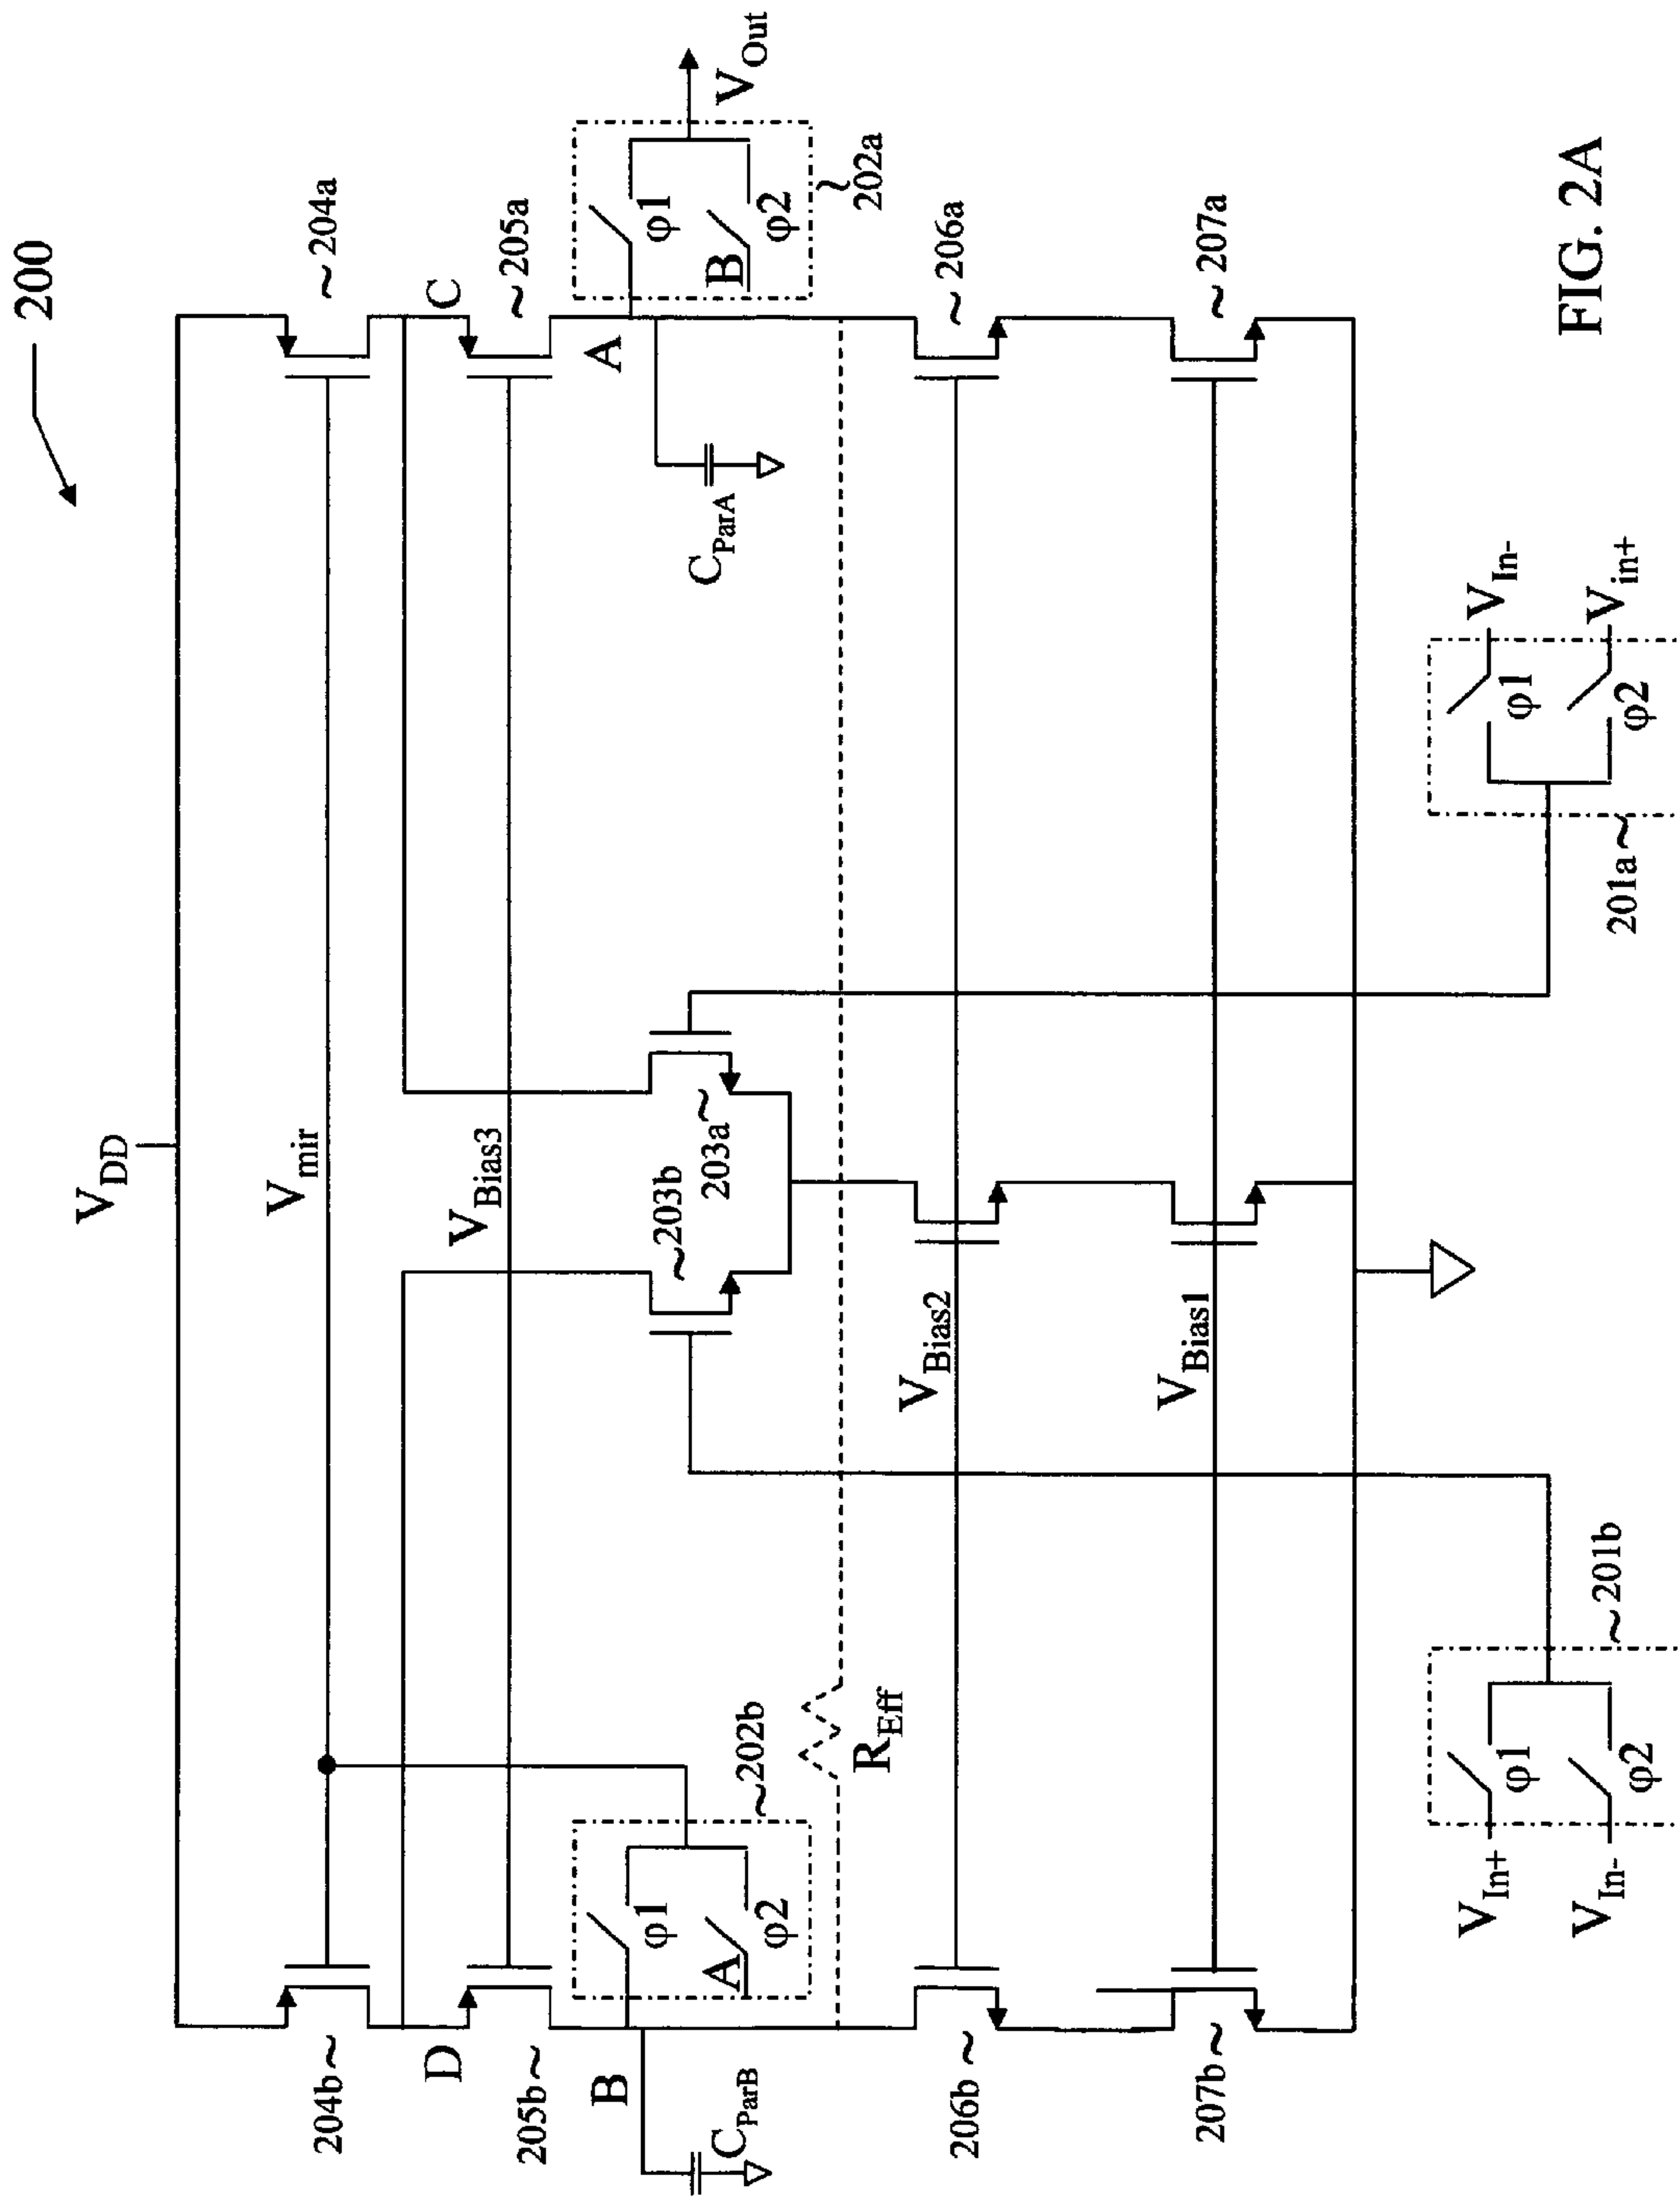 200
V_DD
V_mir
V_Bias3
204b
204a
D
C
205b
205a
B
A
C_ParB
C_ParA
φ1
A
φ2
202b
φ1
B
φ2
202a
V_Out
203b
203a
R_Eff
V_Bias2
206b
206a
V_Bias1
207b
207a
V_In+
φ1
V_In-
φ2
201b
V_In-
φ1
V_in+
φ2
201a
FIG. 2A